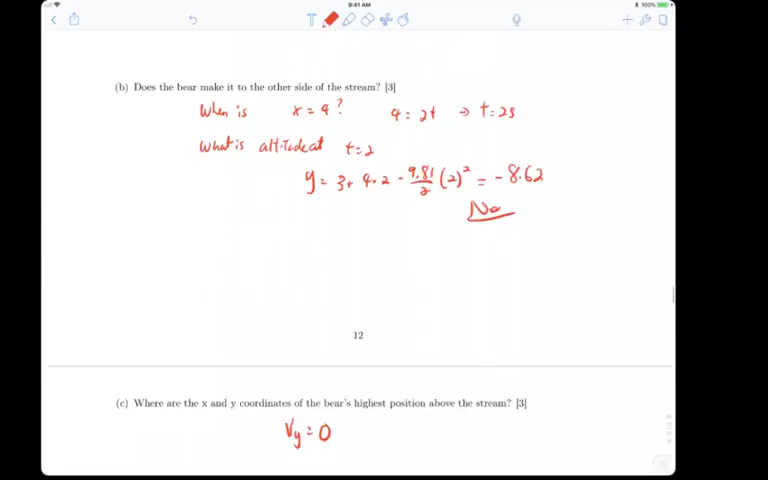 9:41 AM
100%
T
(b) Does the bear make it to the other side of the stream? [3]
When is x = 4? 4 = 2t → t = 2s
What is altitude at t = 2
y = 3 + 4·2 - 9.81/2 (2)² = - 8.62
No
12
(c) Where are the x and y coordinates of the bear's highest position above the stream? [3]
Vy = 0